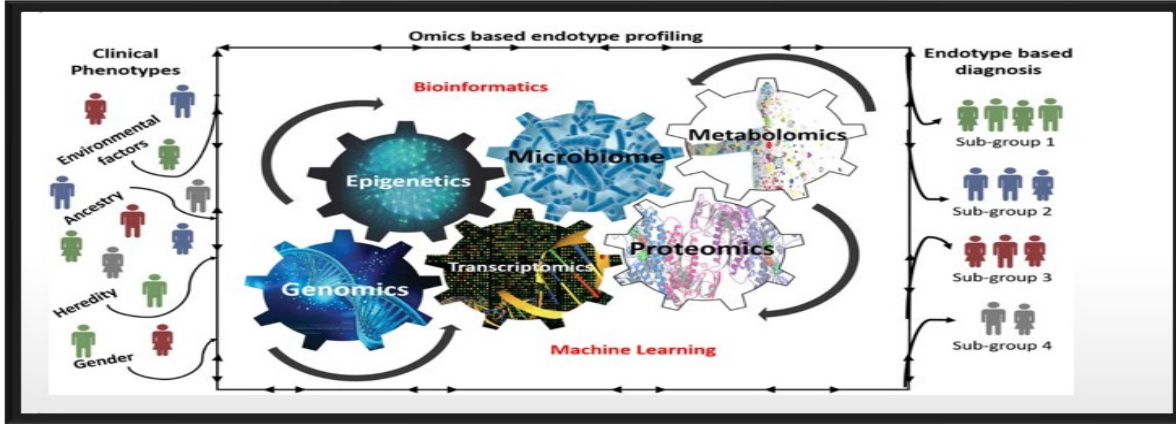 Omics based endotype profiling
Clinical
Phenotypes
Environmental
factors
Ancestry
Heredity
Gender
Bioinformatics
Metabolomics
Microbiome
Epigenetics
Proteomics
Transcriptomics
Genomics
Machine Learning
Endotype based
diagnosis
Sub-group 1
Sub-group 2
Sub-group 3
Sub-group 4